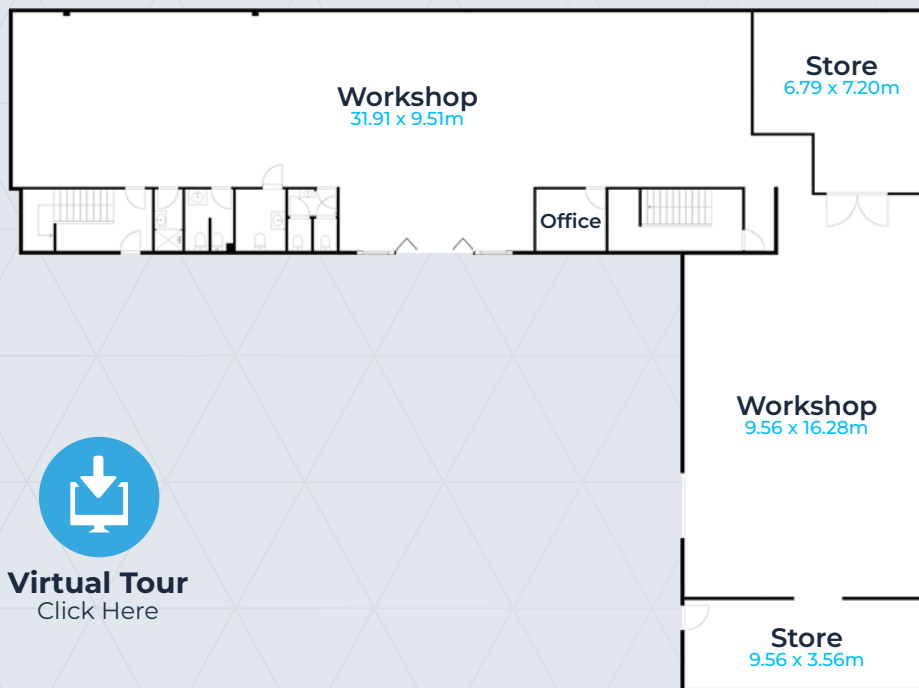 Store
6.79 x 7.20m
Workshop
31.91 x 9.51m
Office
Workshop
9.56 x 16.28m
Virtual Tour
Click Here
Store
9.56 x 3.56m